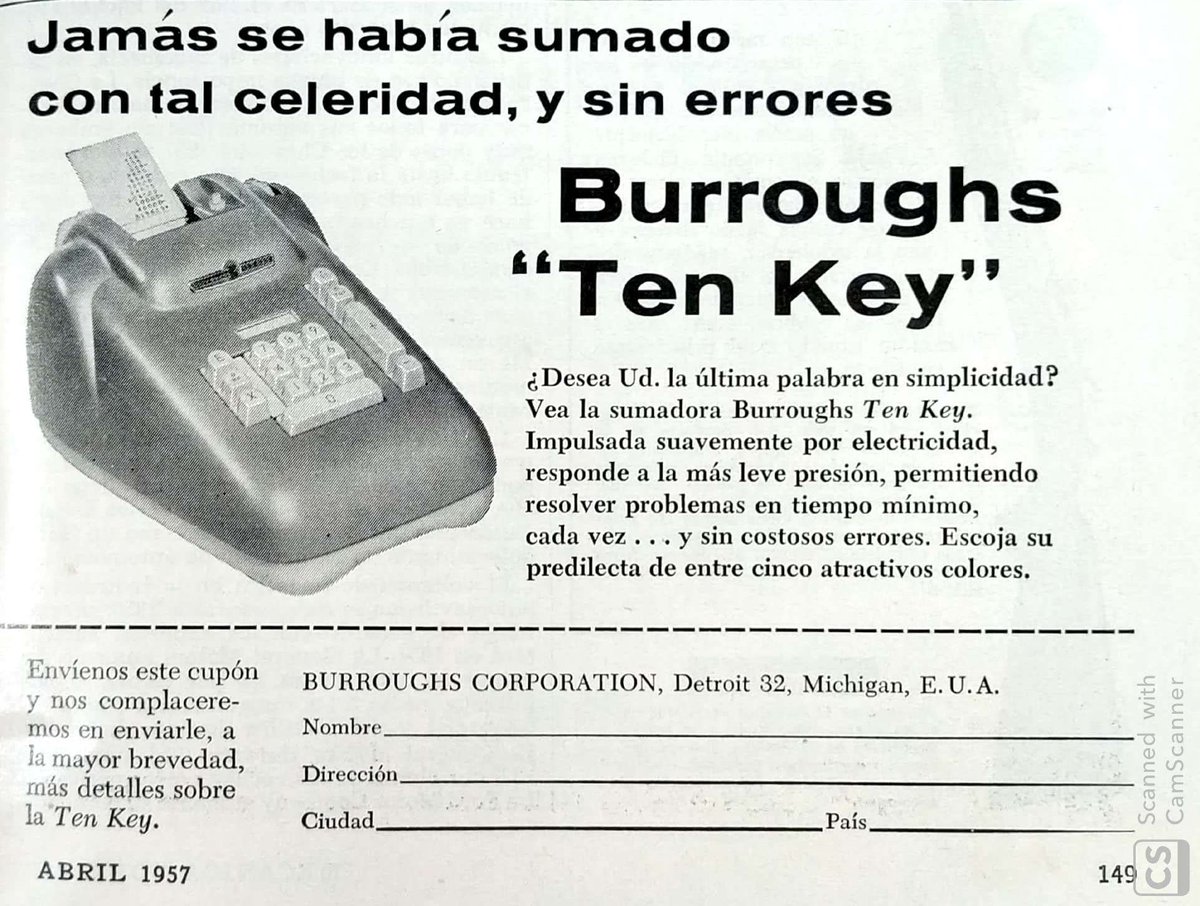 Jamás se había sumado
con tal celeridad, y sin errores
Burroughs
“Ten Key”
¿Desea Ud. la última palabra en simplicidad?
Vea la sumadora Burroughs Ten Key.
Impulsada suavemente por electricidad,
responde a la más leve presión, permitiendo
resolver problemas en tiempo mínimo,
cada vez . . . y sin costosos errores. Escoja su
predilecta de entre cinco atractivos colores.
Envíenos este cupón
y nos complacere-
mos en enviarle, a
la mayor brevedad,
más detalles sobre
la Ten Key.
BURROUGHS CORPORATION, Detroit 32, Michigan, E.U.A.
Nombre
Dirección
Ciudad País
ABRIL 1957
149
CS
Scanned with
CamScanner